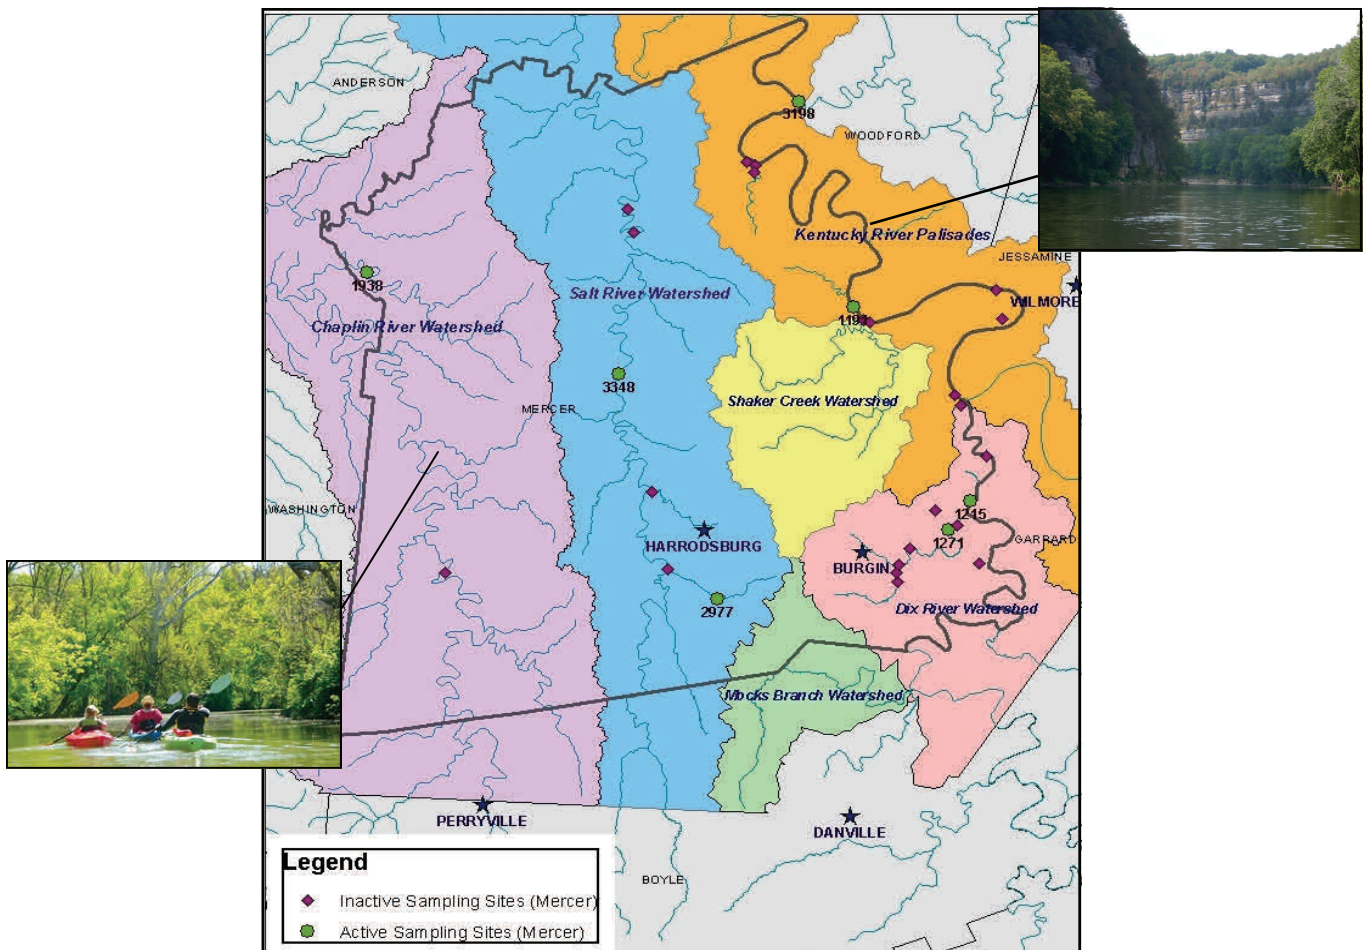 ANDERSON
3198
WOODFORD
Kentucky River Palisades
JESSAMINE
1938
Salt River Watershed
WILMORE
Chaplin River Watershed
3348
Shaker Creek Watershed
MERCER
WASHINGTON
1245
HARRODSBURG
1271
GARRARD
BURGIN
2977
Dix River Watershed
Mocks Branch Watershed
PERRYVILLE
DANVILLE
BOYLE
Legend
Inactive Sampling Sites (Mercer)
Active Sampling Sites (Mercer)